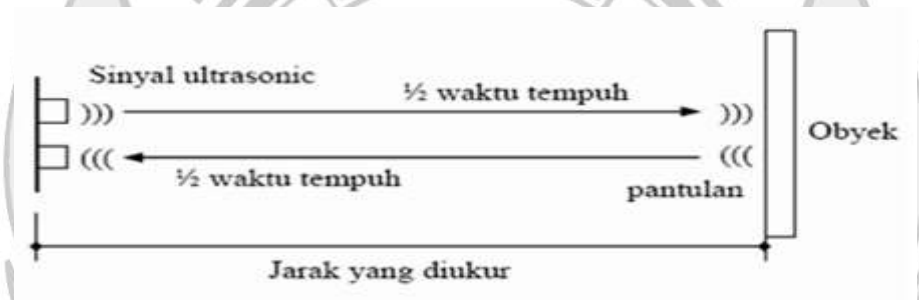 Sinyal ultrasonic
½ waktu tempuh
)))
)))
Obyek
(((
(((
½ waktu tempuh
pantulan
Jarak yang diukur